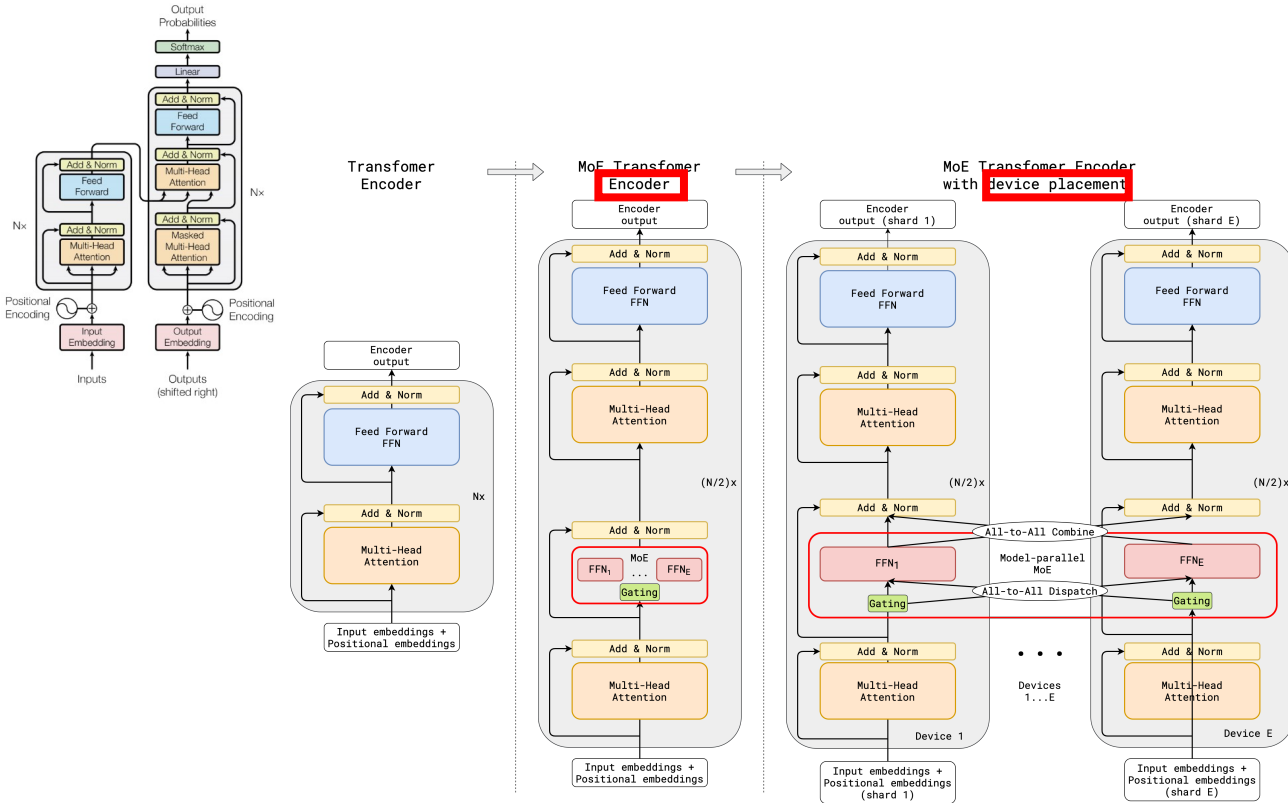 Output
Probabilities
Softmax
Linear
Add & Norm
Feed
Forward
Add & Norm
Multi-Head
Attention
Add & Norm
Masked
Multi-Head
Attention
N×
Add & Norm
Feed
Forward
Add & Norm
Multi-Head
Attention
N×
Positional
Encoding
Positional
Encoding
Input
Embedding
Output
Embedding
Inputs
Outputs
(shifted right)
Transfomer
Encoder
Encoder
output
Add & Norm
Feed Forward
FFN
Add & Norm
Multi-Head
Attention
Nx
Input embeddings +
Positional embeddings
MoE Transfomer
Encoder
Encoder
output
Add & Norm
Feed Forward
FFN
Add & Norm
Multi-Head
Attention
(N/2)x
Add & Norm
MoE
FFN1
...
FFNE
Gating
Add & Norm
Multi-Head
Attention
Input embeddings +
Positional embeddings
MoE Transfomer Encoder
with device placement
Encoder
output (shard 1)
Add & Norm
Feed Forward
FFN
Add & Norm
Multi-Head
Attention
(N/2)x
Add & Norm
FFN1
Gating
Add & Norm
Multi-Head
Attention
Device 1
Input embeddings +
Positional embeddings
(shard 1)
All-to-All Combine
Model-parallel
MoE
All-to-All Dispatch
Devices
1...E
Encoder
output (shard E)
Add & Norm
Feed Forward
FFN
Add & Norm
Multi-Head
Attention
(N/2)x
Add & Norm
FFNE
Gating
Add & Norm
Multi-Head
Attention
Device E
Input embeddings +
Positional embeddings
(shard E)